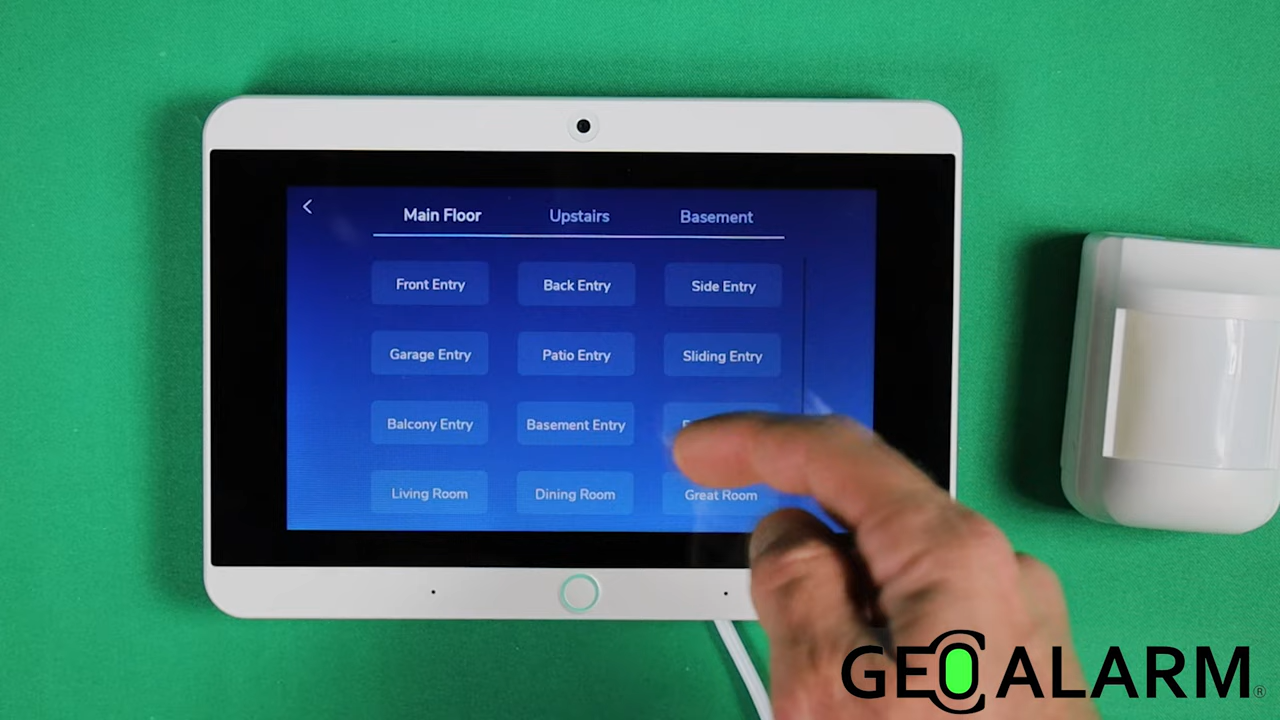 Main Floor Upstairs Basement
Front Entry Back Entry Side Entry
Garage Entry Patio Entry Sliding Entry
Balcony Entry Basement Entry
Living Room Dining Room Great Room
GEOALARM®